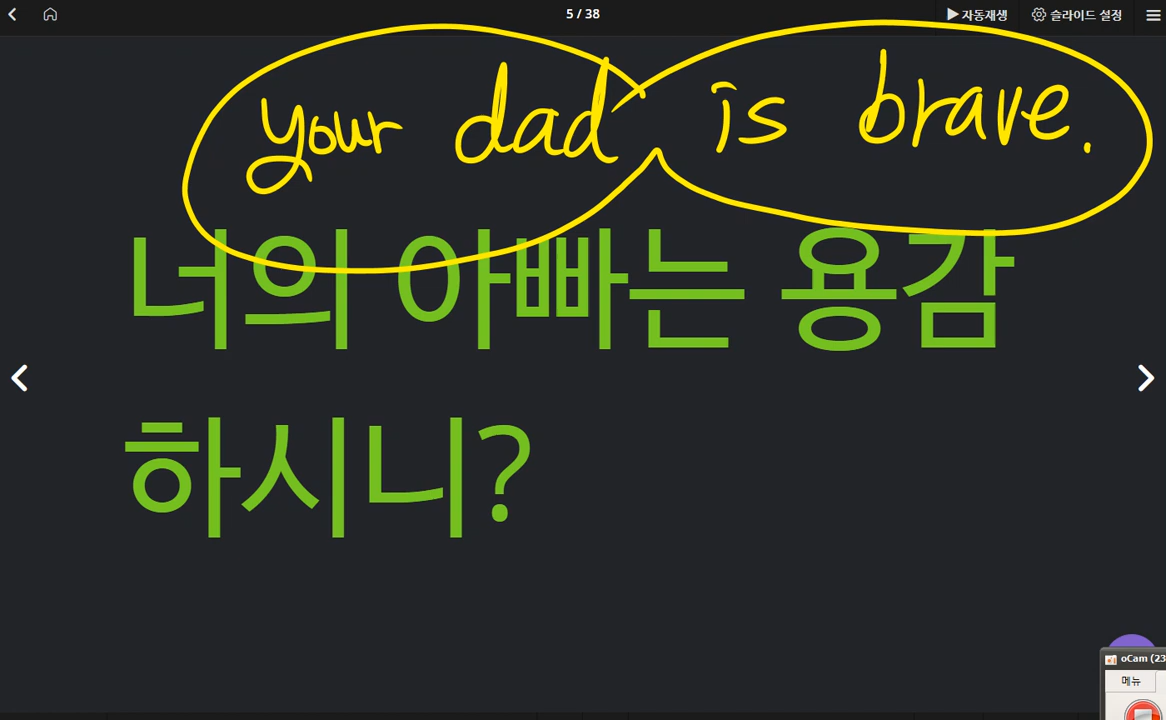 5 / 38
자동재생
슬라이드 설정
your dad is brave.
너의 아빠는 용감
하시니?
oCam (23
메뉴